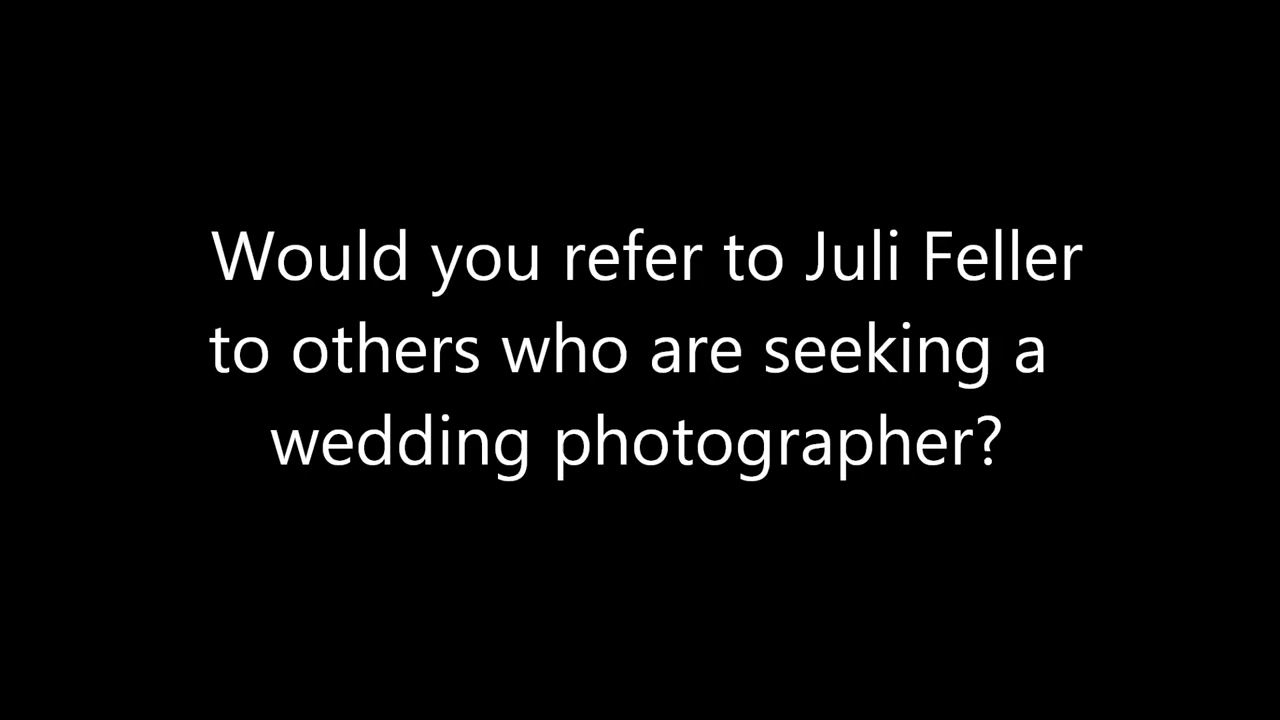 Would you refer to Juli Feller
to others who are seeking a
wedding photographer?